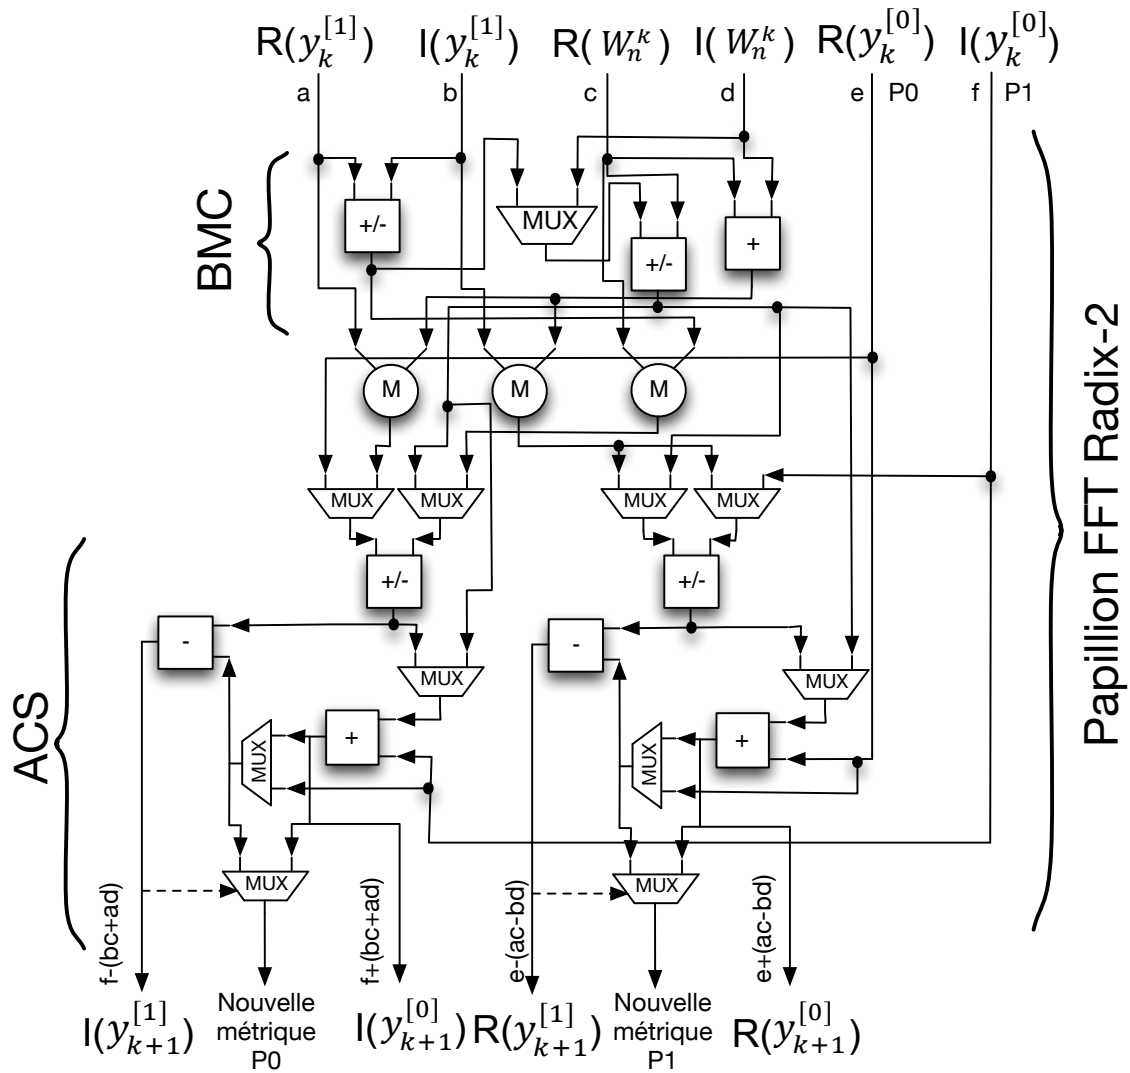 R(y_k^{[1]}) I(y_k^{[1]}) R(W_n^k) I(W_n^k) R(y_k^{[0]}) I(y_k^{[0]})
a b c d e P0 f P1
BMC
MUX
+/-
+
+/-
M M M
MUX MUX MUX MUX
+/- +/-
- -
MUX MUX
+ +
MUX MUX
MUX MUX
ACS
Papillion FFT Radix-2
f-(bc+ad)
f+(bc+ad)
e-(ac-bd)
e+(ac-bd)
I(y_{k+1}^{[1]})
Nouvelle
métrique
P0
I(y_{k+1}^{[0]})
R(y_{k+1}^{[1]})
Nouvelle
métrique
P1
R(y_{k+1}^{[0]})